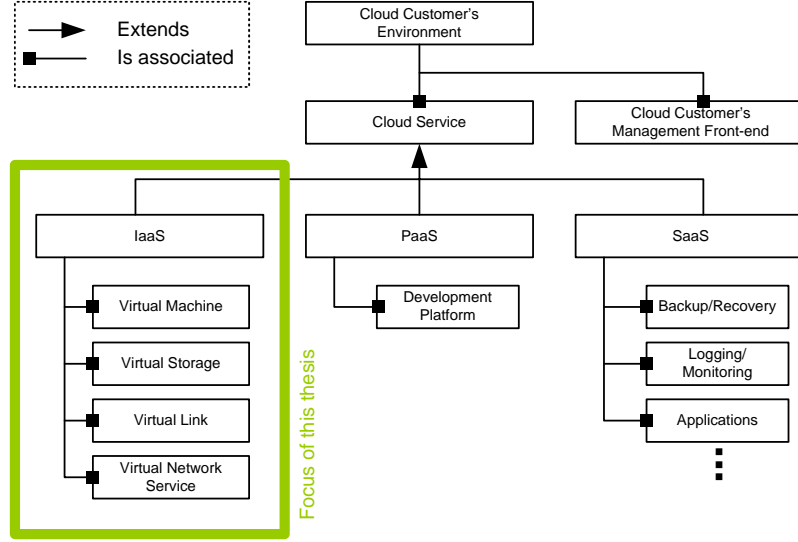 Extends
Is associated
Cloud Customer's
Environment
Cloud Service
Cloud Customer's
Management Front-end
IaaS
PaaS
SaaS
Virtual Machine
Virtual Storage
Virtual Link
Virtual Network
Service
Development
Platform
Backup/Recovery
Logging/
Monitoring
Applications
Focus of this thesis